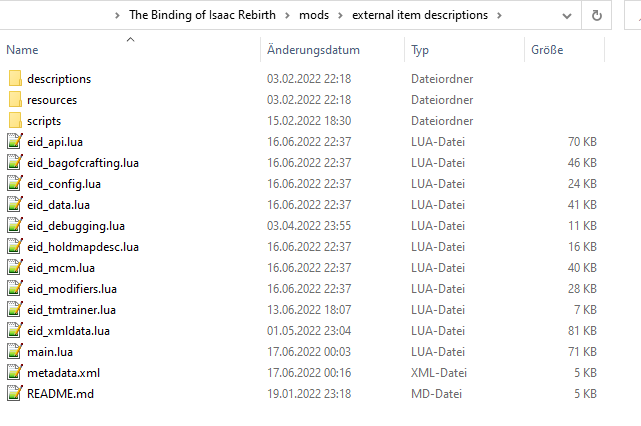 The Binding of Isaac Rebirth > mods > external item descriptions >
Name Änderungsdatum Typ Größe
descriptions 03.02.2022 22:18 Dateiordner
resources 03.02.2022 22:18 Dateiordner
scripts 15.02.2022 18:30 Dateiordner
eid_api.lua 16.06.2022 22:37 LUA-Datei 70 KB
eid_bagofcrafting.lua 16.06.2022 22:37 LUA-Datei 46 KB
eid_config.lua 16.06.2022 22:37 LUA-Datei 24 KB
eid_data.lua 16.06.2022 22:37 LUA-Datei 41 KB
eid_debugging.lua 03.04.2022 23:55 LUA-Datei 11 KB
eid_holdmapdesc.lua 16.06.2022 22:37 LUA-Datei 16 KB
eid_mcm.lua 16.06.2022 22:37 LUA-Datei 40 KB
eid_modifiers.lua 16.06.2022 22:37 LUA-Datei 28 KB
eid_tmtrainer.lua 13.06.2022 18:07 LUA-Datei 7 KB
eid_xmldata.lua 01.05.2022 23:04 LUA-Datei 81 KB
main.lua 17.06.2022 00:03 LUA-Datei 71 KB
metadata.xml 17.06.2022 00:16 XML-Datei 5 KB
README.md 19.01.2022 23:18 MD-Datei 5 KB